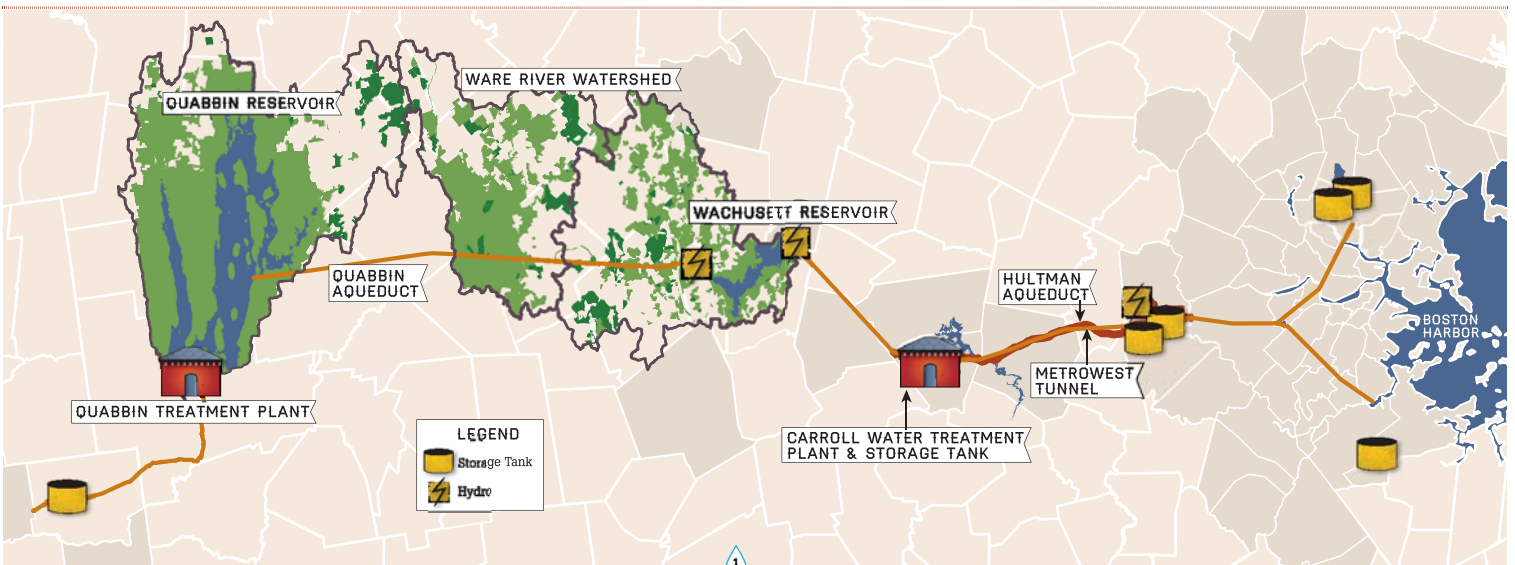 WARE RIVER WATERSHED
QUABBIN RESERVOIR
WACHUSETT RESERVOIR
QUABBIN
AQUEDUCT
HULTMAN
AQUEDUCT
BOSTON
HARBOR
METROWEST
TUNNEL
QUABBIN TREATMENT PLANT
CARROLL WATER TREATMENT
PLANT & STORAGE TANK
LEGEND
Storage Tank
Hydro
1